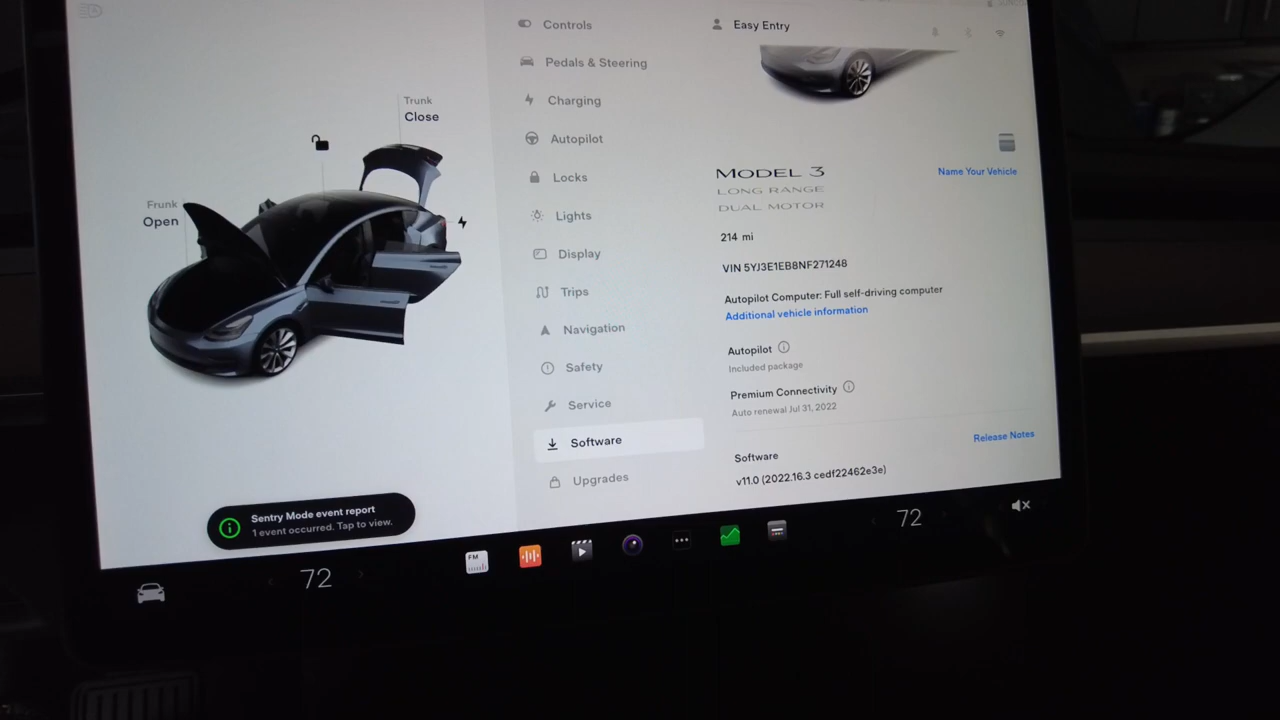 Controls
Pedals & Steering
Charging
Autopilot
Locks
Lights
Display
Trips
Navigation
Safety
Service
Software
Upgrades
Easy Entry
Trunk
Close
Frunk
Open
MODEL 3
LONG RANGE
DUAL MOTOR
Name Your Vehicle
214 mi
VIN 5YJ3E1EB8NF271248
Autopilot Computer: Full self-driving computer
Additional vehicle information
Autopilot
Included package
Premium Connectivity
Auto renewal Jul 31, 2022
Software
Release Notes
v11.0 (2022.16.3 cedf22462e3e)
Sentry Mode event report
1 event occurred. Tap to view.
72
FM
72